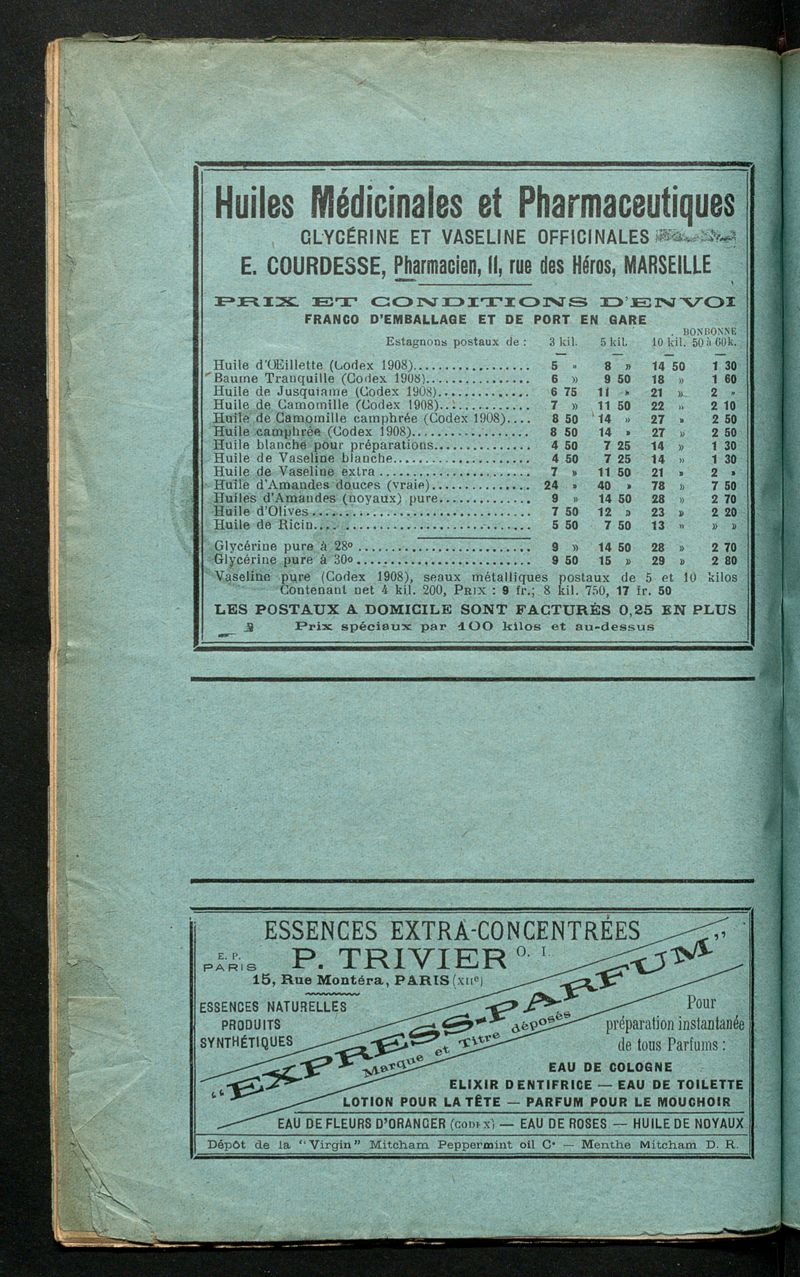 Huiles Médicinales et Pharmaceutiques
GLYCÉRINE ET VASELINE OFFICINALES
E. COURDESSE, Pharmacien, 11, rue des Héros, MARSEILLE
PRIX ET CONDITIONS D'ENVOI
FRANCO D'EMBALLAGE ET DE PORT EN GARE
BONBONNE
Estagnons postaux de : 3 kil. 5 kil. 10 kil. 50 à 60 k.
Huile d'Œillette (Codex 1908).................. 5 » 8 » 14 50 1 30
Baume Tranquille (Codex 1908)................ 6 » 9 50 18 » 1 60
Huile de Jusquiame (Codex 1908).............. 6 75 11 » 21 » 2 »
Huile de Camomille (Codex 1908).............. 7 » 11 50 22 » 2 10
Huile de Camomille camphrée (Codex 1908).... 8 50 14 » 27 » 2 50
Huile camphrée (Codex 1908).................. 8 50 14 » 27 » 2 50
Huile blanche pour préparations............... 4 50 7 25 14 » 1 30
Huile de Vaseline blanche..................... 4 50 7 25 14 » 1 30
Huile de Vaseline extra....................... 7 » 11 50 21 » 2 »
Huile d'Amandes douces (vraie)............... 24 » 40 » 78 » 7 50
Huiles d'Amandes (noyaux) pure.............. 9 » 14 50 28 » 2 70
Huile d'Olives................................. 7 50 12 » 23 » 2 20
Huile de Ricin................................. 5 50 7 50 13 » » »
Glycérine pure à 28º.......................... 9 » 14 50 28 » 2 70
Glycérine pure à 30º.......................... 9 50 15 » 29 » 2 80
Vaseline pure (Codex 1908), seaux métalliques postaux de 5 et 10 kilos
Contenant net 4 kil. 200, PRIX : 9 fr.; 8 kil. 750, 17 fr. 50
LES POSTAUX A DOMICILE SONT FACTURÉS 0,25 EN PLUS
Prix spéciaux par 100 kilos et au-dessus
ESSENCES EXTRA-CONCENTRÉES
E. P. PARIS
P. TRIVIER O. I.
15, Rue Montéra, PARIS (XIIe)
ESSENCES NATURELLES
PRODUITS
SYNTHÉTIQUES
“EXPRESS-PARFUM”
Marque et Titre déposés
Pour
préparation instantanée
de tous Parfums :
EAU DE COLOGNE
ELIXIR DENTIFRICE — EAU DE TOILETTE
LOTION POUR LA TÊTE — PARFUM POUR LE MOUCHOIR
EAU DE FLEURS D'ORANGER (CODEX) — EAU DE ROSES — HUILE DE NOYAUX
Dépôt de la “Virgin” Mitcham Peppermint oil Cº — Menthe Mitcham D. R.